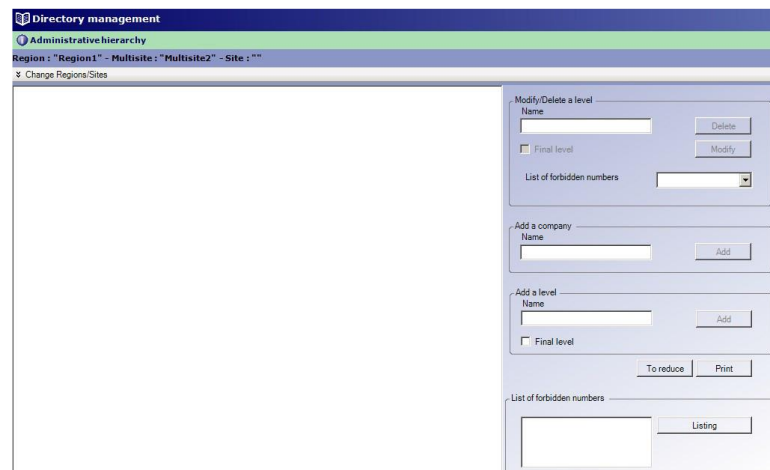 Directory management
Administrative hierarchy
Region : "Region1" - Multisite : "Multisite2" - Site : ""
Change Regions/Sites
Modify/Delete a level
Name
Delete
Final level
Modify
List of forbidden numbers
Add a company
Name
Add
Add a level
Name
Add
Final level
To reduce
Print
List of forbidden numbers
Listing